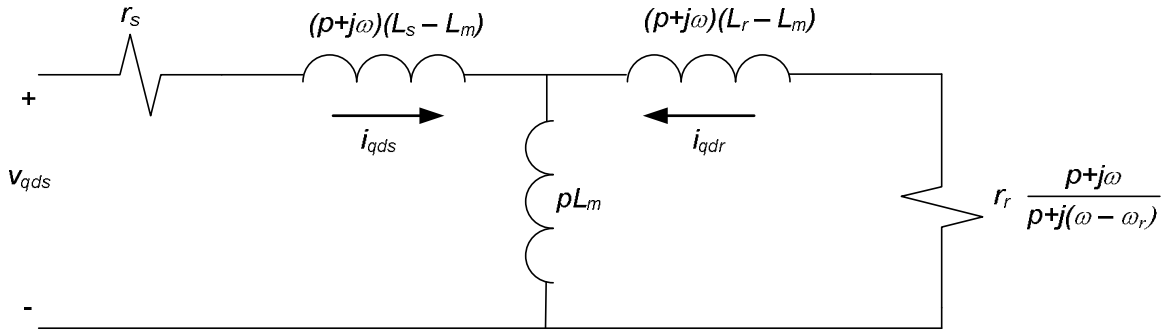 r_s
(p+jω)(L_s – L_m)
(p+jω)(L_r – L_m)
+
i_qds
i_qdr
v_qds
pL_m
r_r p+jω
p+j(ω – ω_r)
-